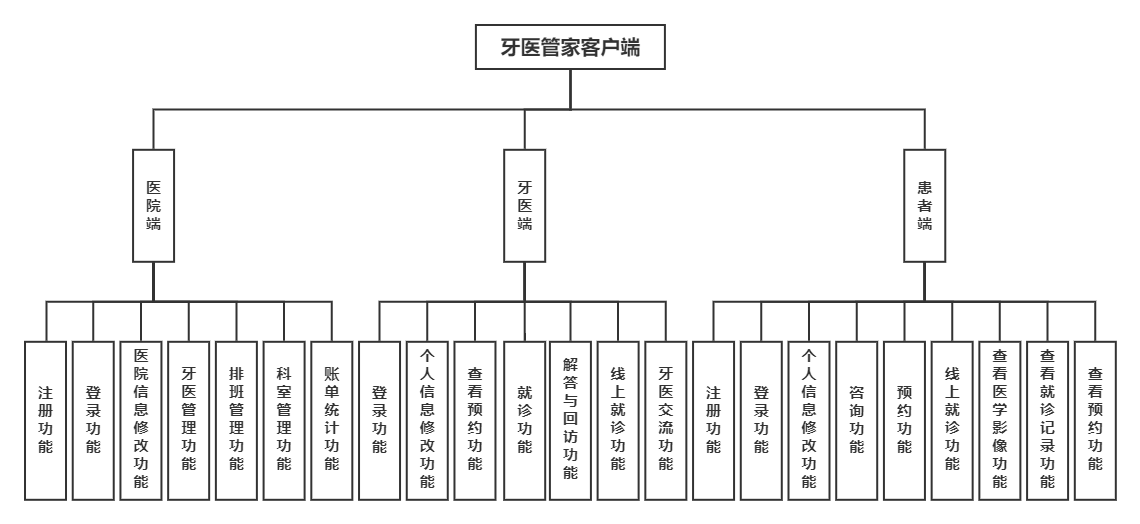 牙医管家客户端
医院端
牙医端
患者端
注册功能
登录功能
医院信息修改功能
牙医管理功能
排班管理功能
科室管理功能
账单统计功能
登录功能
个人信息修改功能
查看预约功能
就诊功能
解答与回访功能
线上就诊功能
牙医交流功能
注册功能
登录功能
个人信息修改功能
咨询功能
预约功能
线上就诊功能
查看医学影像功能
查看就诊记录功能
查看预约功能